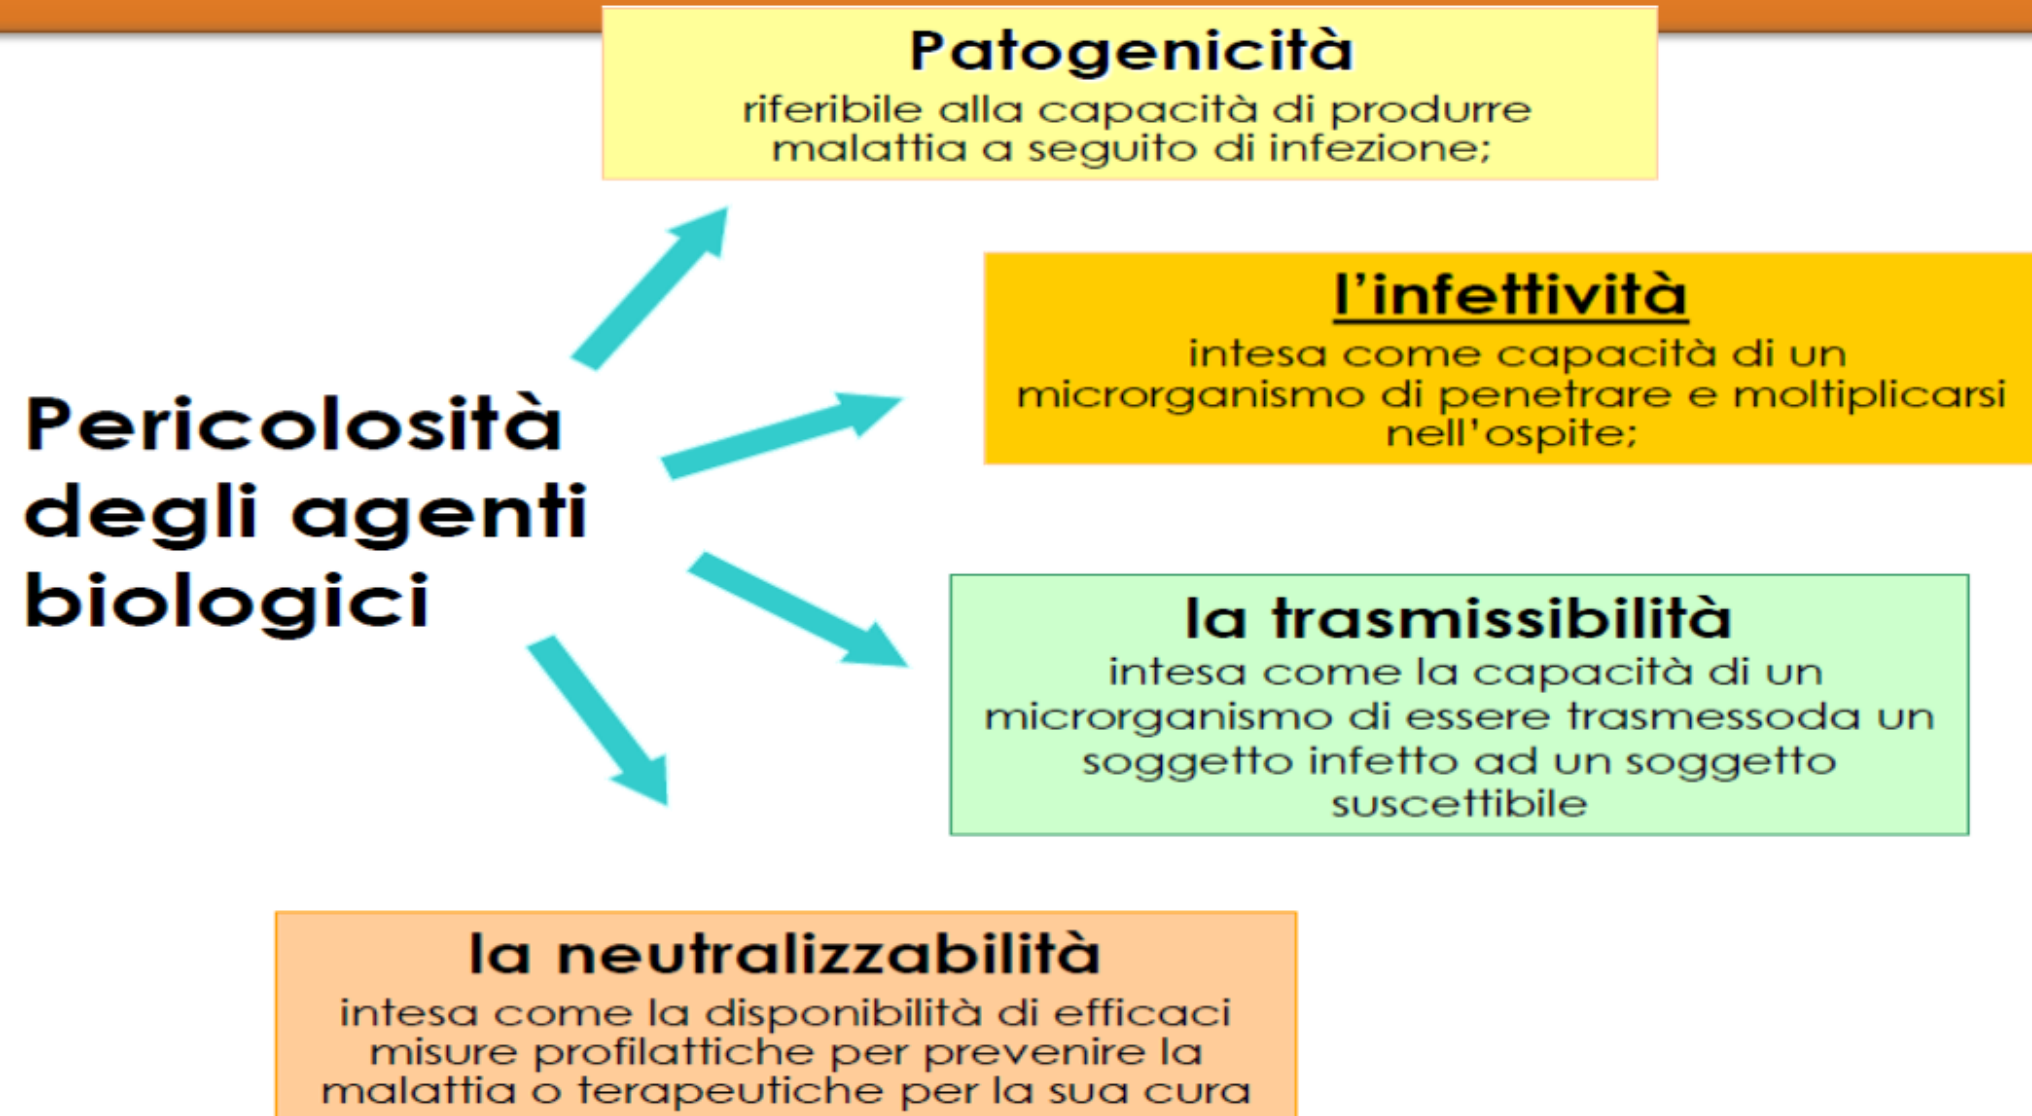 Patogenicità
riferibile alla capacità di produrre
malattia a seguito di infezione;
l'infettività
intesa come capacità di un
microrganismo di penetrare e moltiplicarsi
nell'ospite;
Pericolosità
degli agenti
biologici
la trasmissibilità
intesa come la capacità di un
microrganismo di essere trasmessoda un
soggetto infetto ad un soggetto
suscettibile
la neutralizzabilità
intesa come la disponibilità di efficaci
misure profilattiche per prevenire la
malattia o terapeutiche per la sua cura